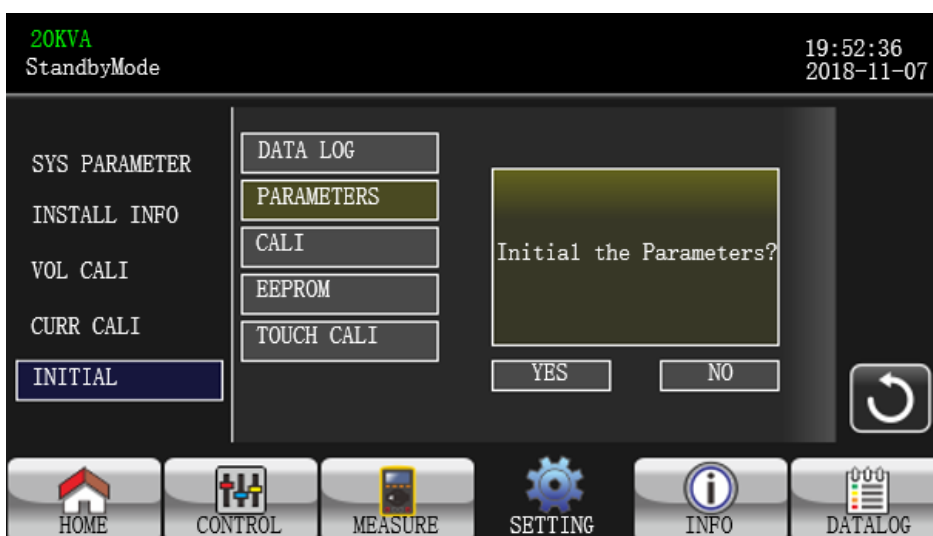 20KVA
StandbyMode
19:52:36
2018-11-07
SYS PARAMETER
INSTALL INFO
VOL CALI
CURR CALI
INITIAL
DATA LOG
PARAMETERS
CALI
EEPROM
TOUCH CALI
Initial the Parameters?
YES
NO
HOME
CONTROL
MEASURE
SETTING
INFO
DATALOG